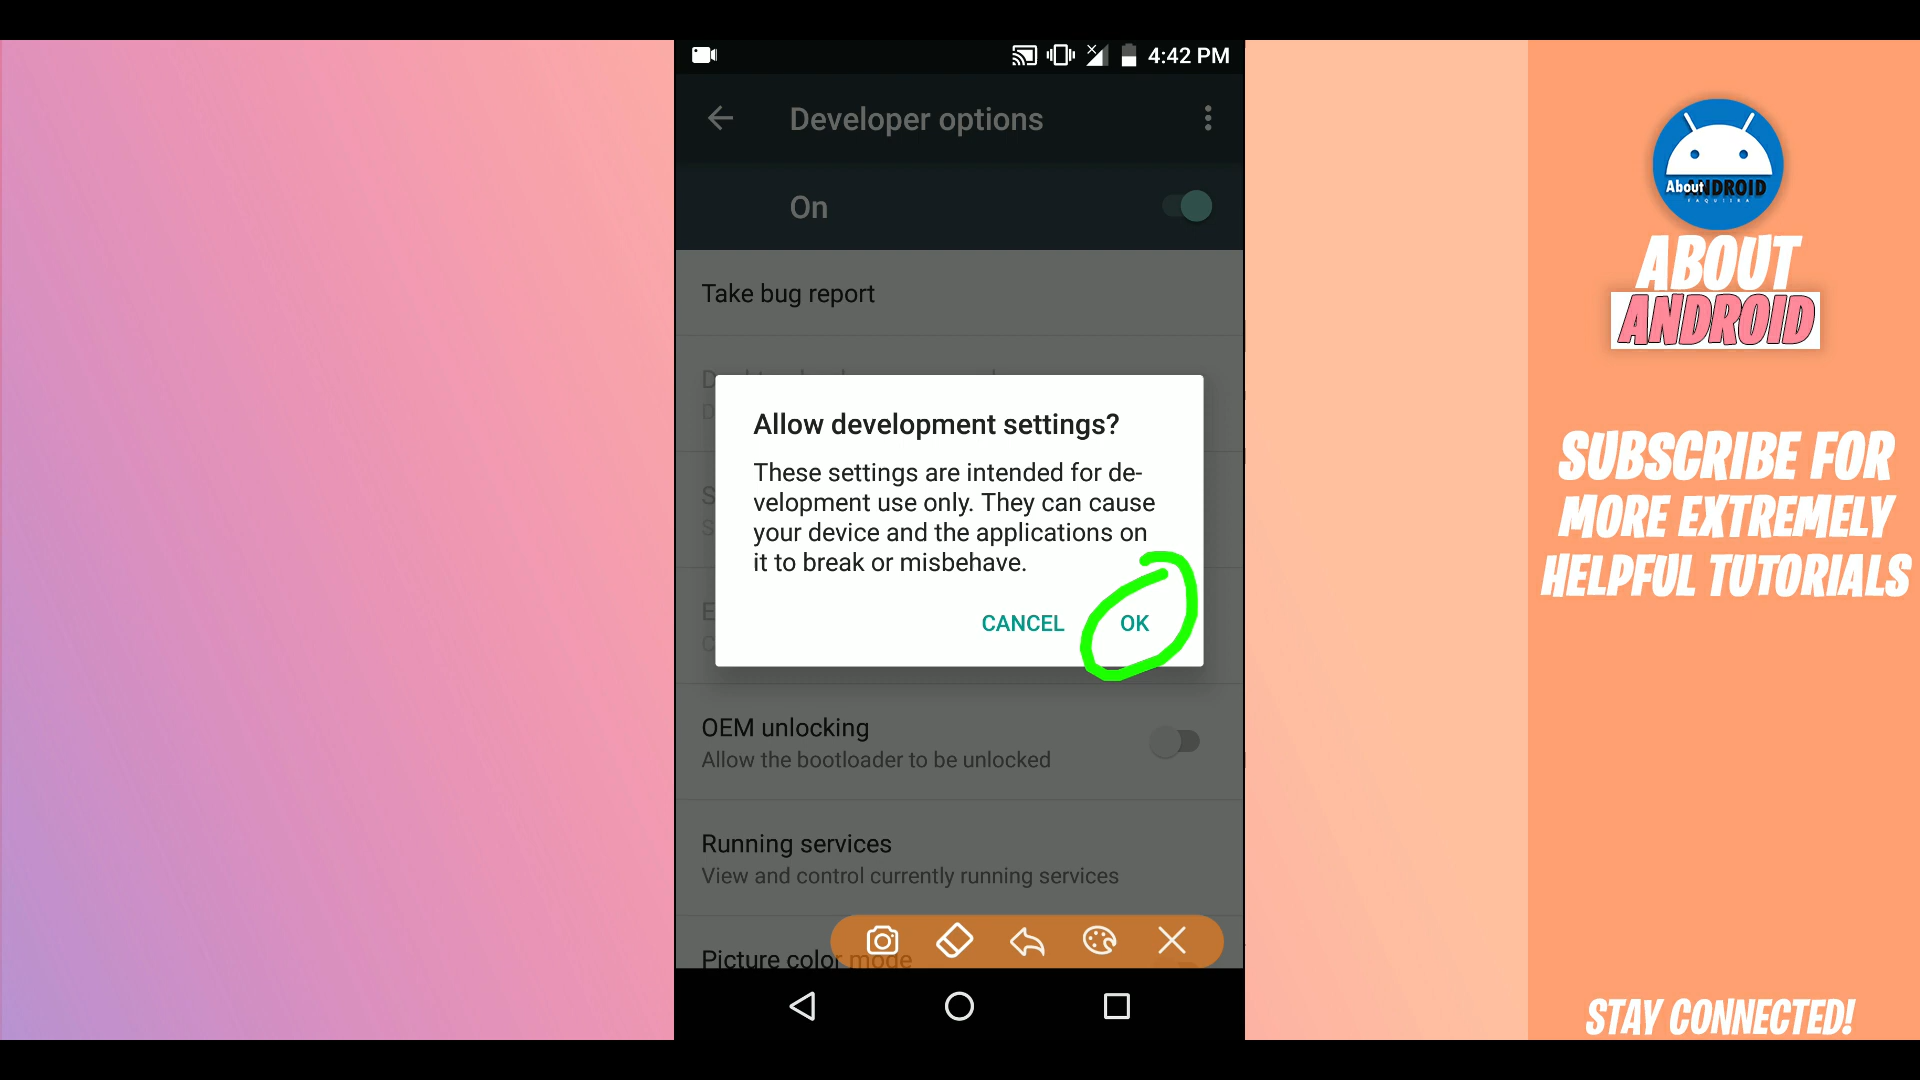 4:42 PM
Developer options
On
Take bug report
Allow development settings?
These settings are intended for de-
velopment use only. They can cause
your device and the applications on
it to break or misbehave.
CANCEL OK
OEM unlocking
Allow the bootloader to be unlocked
Running services
View and control currently running services
Picture color mode
About ANDROID
FAQUIIRA
ABOUT
ANDROID
SUBSCRIBE FOR
MORE EXTREMELY
HELPFUL TUTORIALS
STAY CONNECTED!